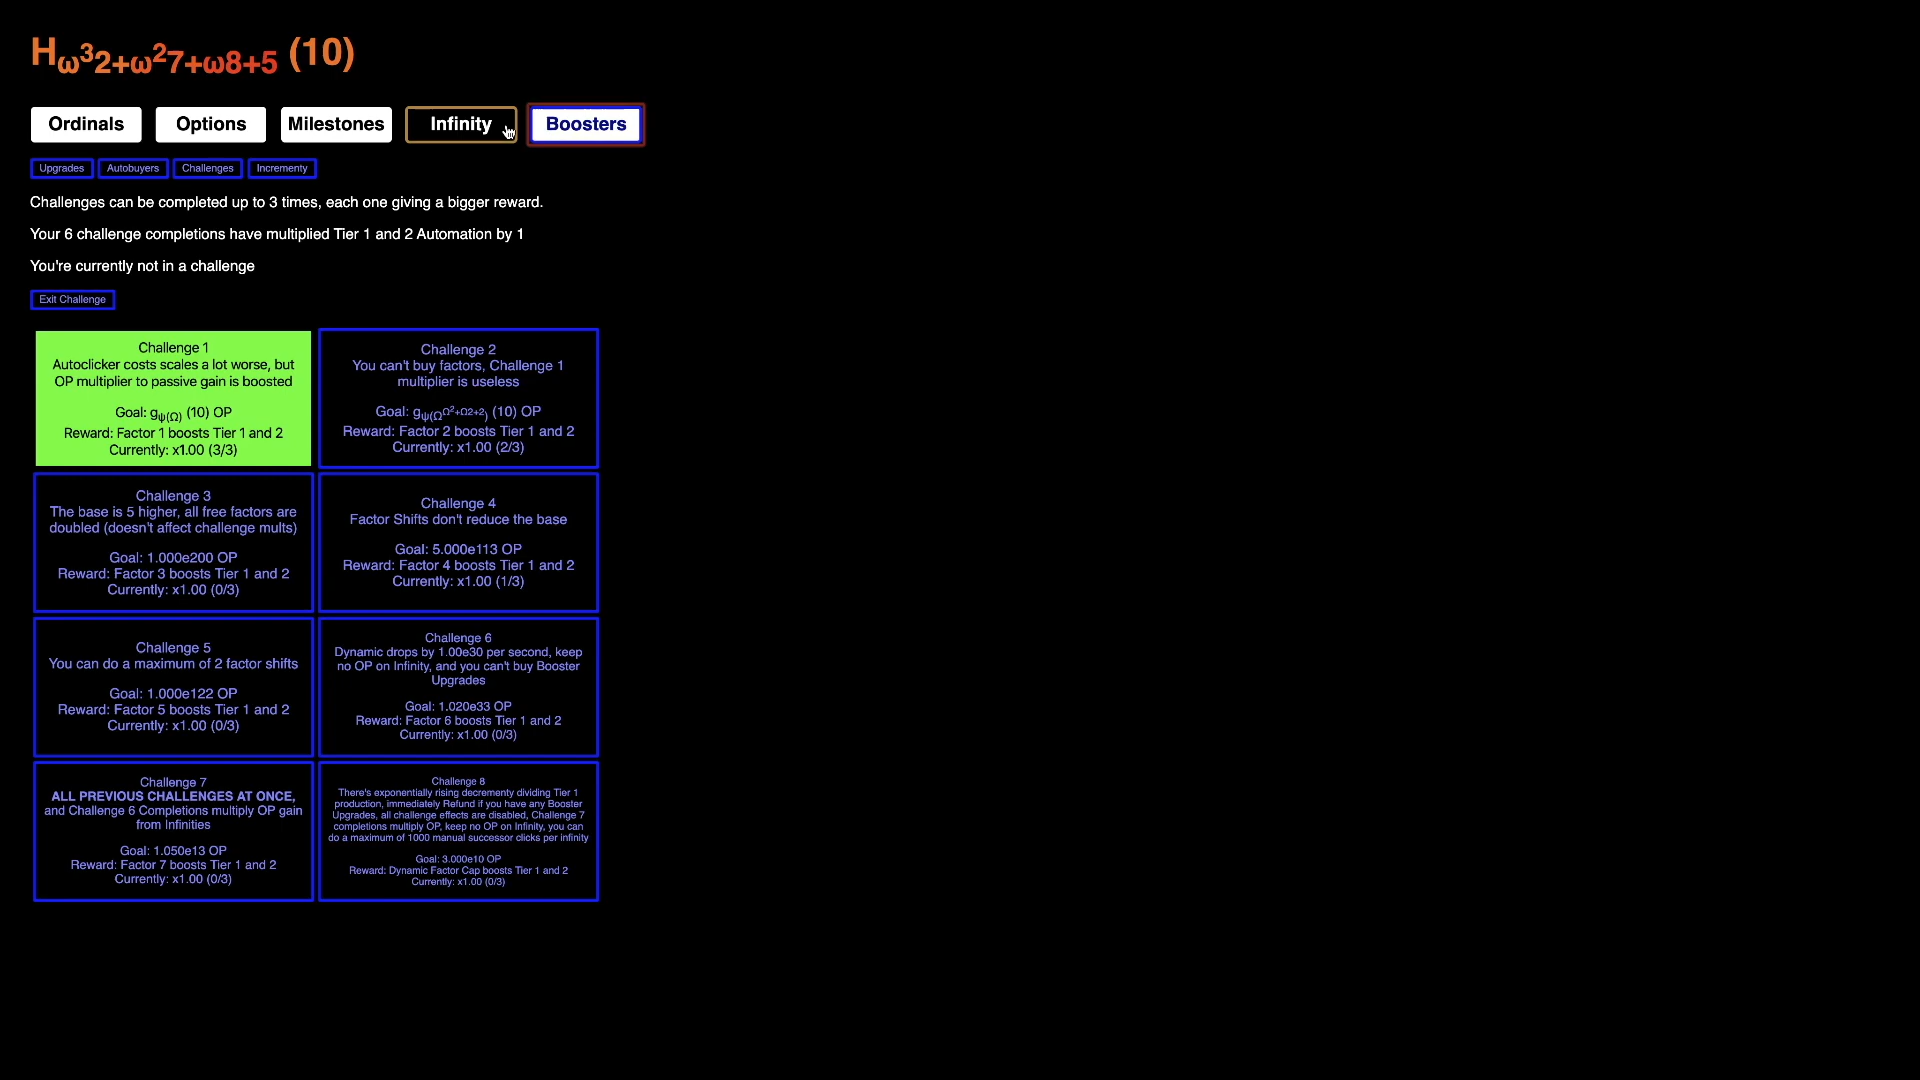 Hω³2+ω²7+ω8+5 (10)
Ordinals Options Milestones Infinity Boosters
Upgrades Autobuyers Challenges Incrementy
Challenges can be completed up to 3 times, each one giving a bigger reward.
Your 6 challenge completions have multiplied Tier 1 and 2 Automation by 1
You're currently not in a challenge
Exit Challenge
Challenge 1
Autoclicker costs scales a lot worse, but
OP multiplier to passive gain is boosted
Goal: gψ(Ω) (10) OP
Reward: Factor 1 boosts Tier 1 and 2
Currently: x1.00 (3/3)
Challenge 2
You can't buy factors, Challenge 1
multiplier is useless
Goal: gψ(Ω^Ω²+Ω2+2) (10) OP
Reward: Factor 2 boosts Tier 1 and 2
Currently: x1.00 (2/3)
Challenge 3
The base is 5 higher, all free factors are
doubled (doesn't affect challenge mults)
Goal: 1.000e200 OP
Reward: Factor 3 boosts Tier 1 and 2
Currently: x1.00 (0/3)
Challenge 4
Factor Shifts don't reduce the base
Goal: 5.000e113 OP
Reward: Factor 4 boosts Tier 1 and 2
Currently: x1.00 (1/3)
Challenge 5
You can do a maximum of 2 factor shifts
Goal: 1.000e122 OP
Reward: Factor 5 boosts Tier 1 and 2
Currently: x1.00 (0/3)
Challenge 6
Dynamic drops by 1.00e30 per second, keep
no OP on Infinity, and you can't buy Booster
Upgrades
Goal: 1.020e33 OP
Reward: Factor 6 boosts Tier 1 and 2
Currently: x1.00 (0/3)
Challenge 7
ALL PREVIOUS CHALLENGES AT ONCE,
and Challenge 6 Completions multiply OP gain
from Infinities
Goal: 1.050e13 OP
Reward: Factor 7 boosts Tier 1 and 2
Currently: x1.00 (0/3)
Challenge 8
There's exponentially rising decrementy dividing Tier 1
production, immediately Refund if you have any Booster
Upgrades, all challenge effects are disabled, Challenge 7
completions multiply OP, keep no OP on Infinity, you can
do a maximum of 1000 manual successor clicks per infinity
Goal: 3.000e10 OP
Reward: Dynamic Factor Cap boosts Tier 1 and 2
Currently: x1.00 (0/3)